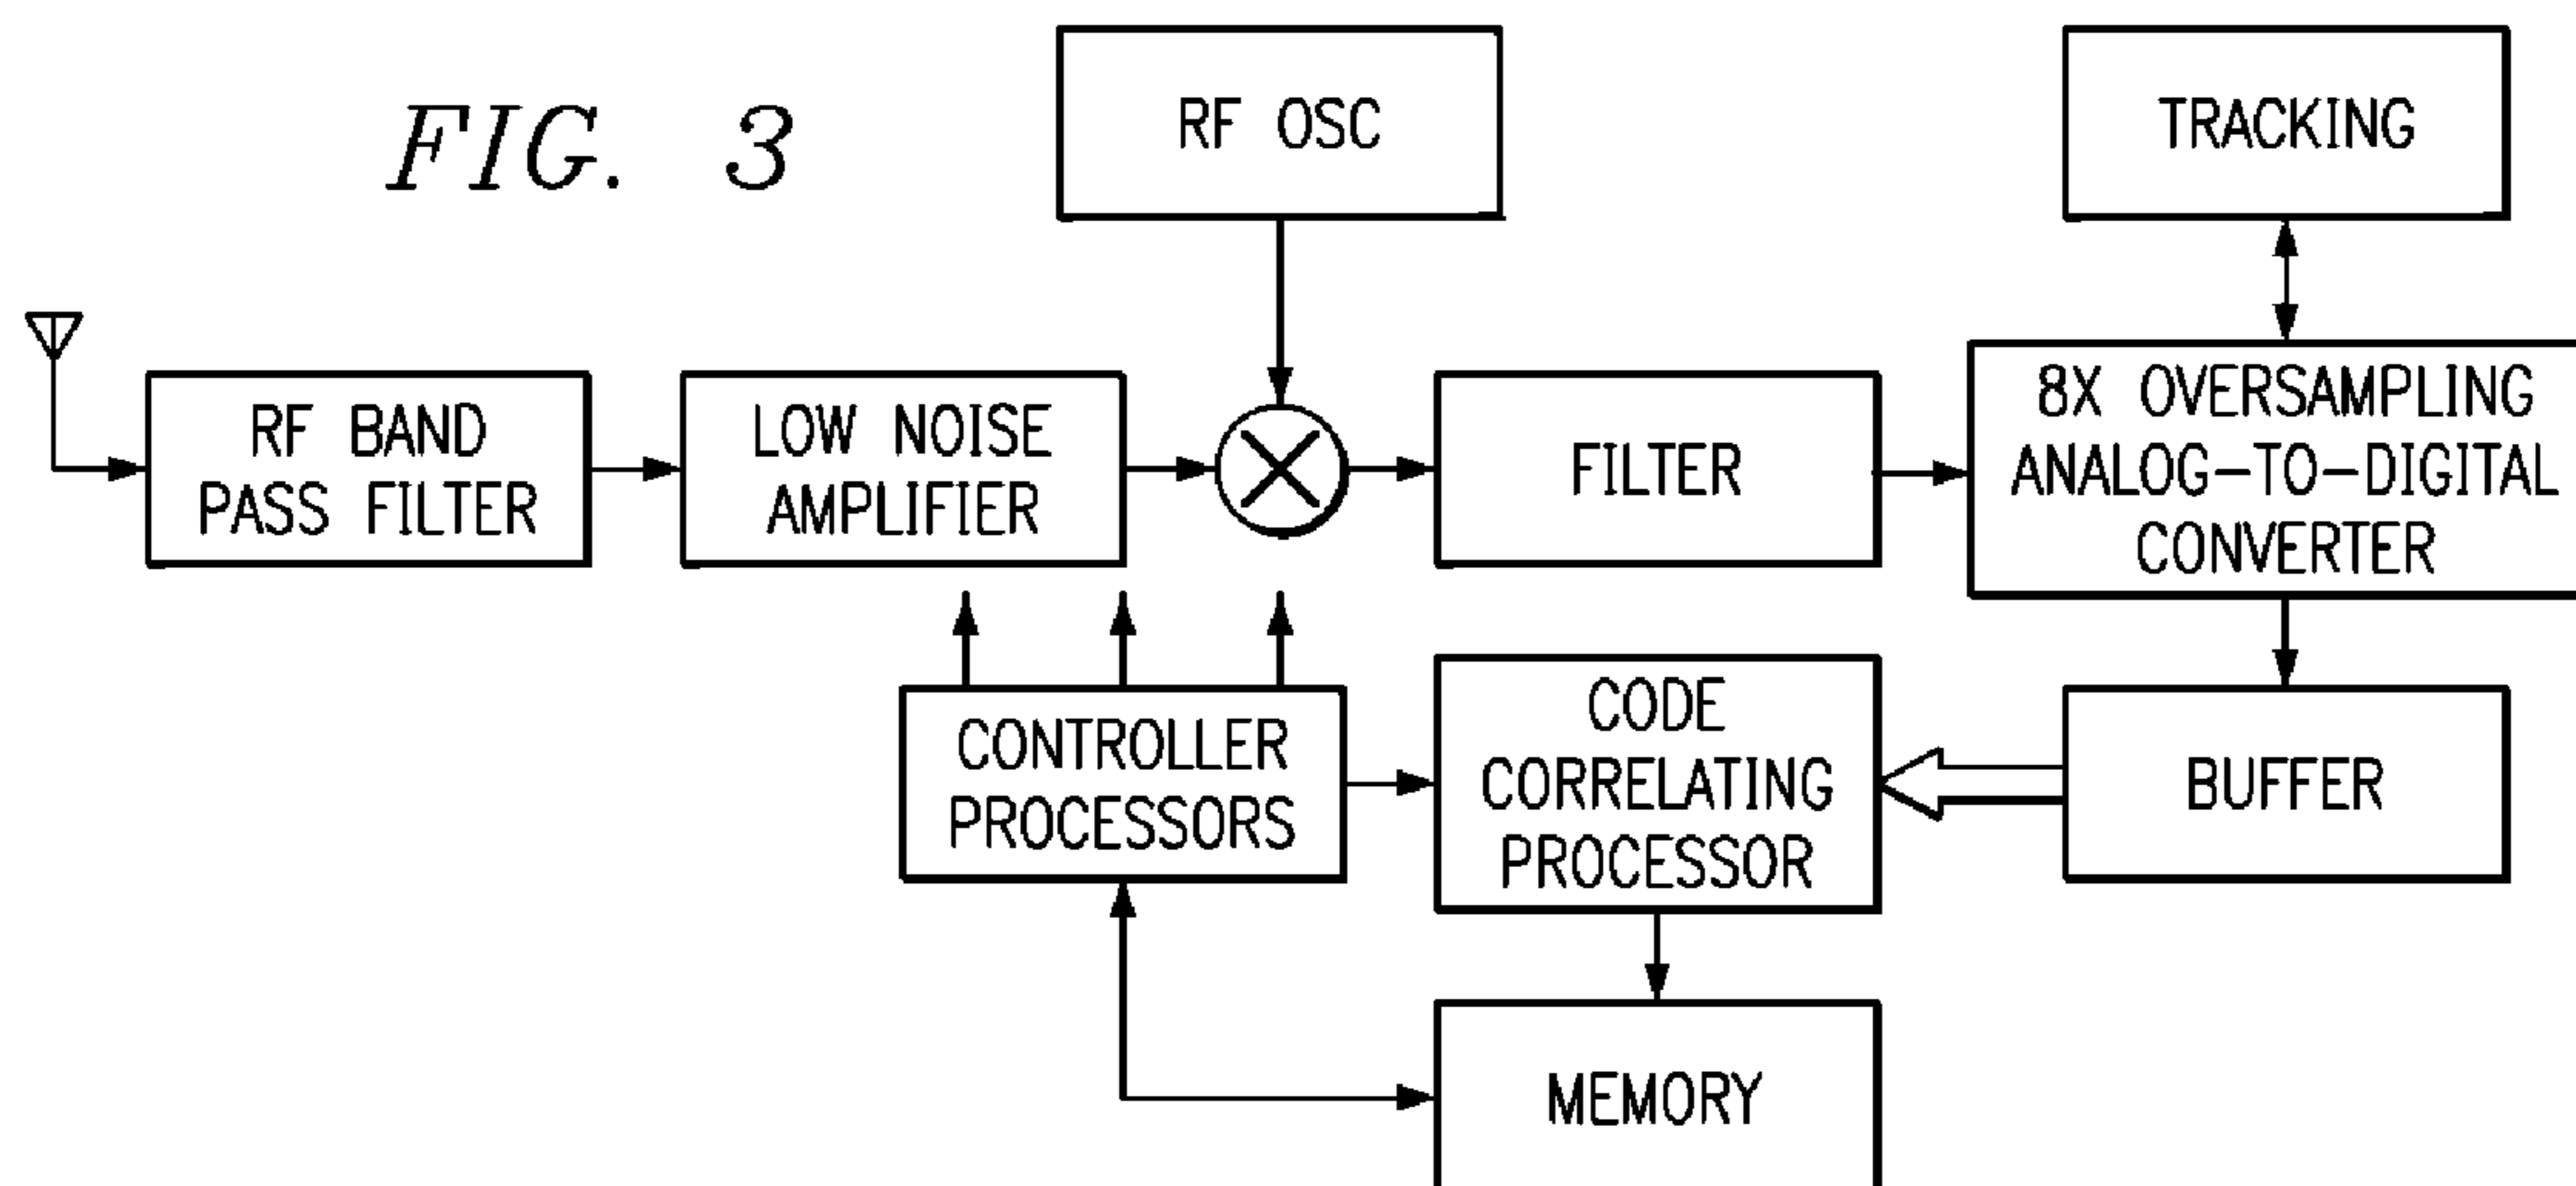 FIG. 3
RF OSC
TRACKING
RF BAND
PASS FILTER
LOW NOISE
AMPLIFIER
FILTER
8X OVERSAMPLING
ANALOG-TO-DIGITAL
CONVERTER
CONTROLLER
PROCESSORS
CODE
CORRELATING
PROCESSOR
BUFFER
MEMORY